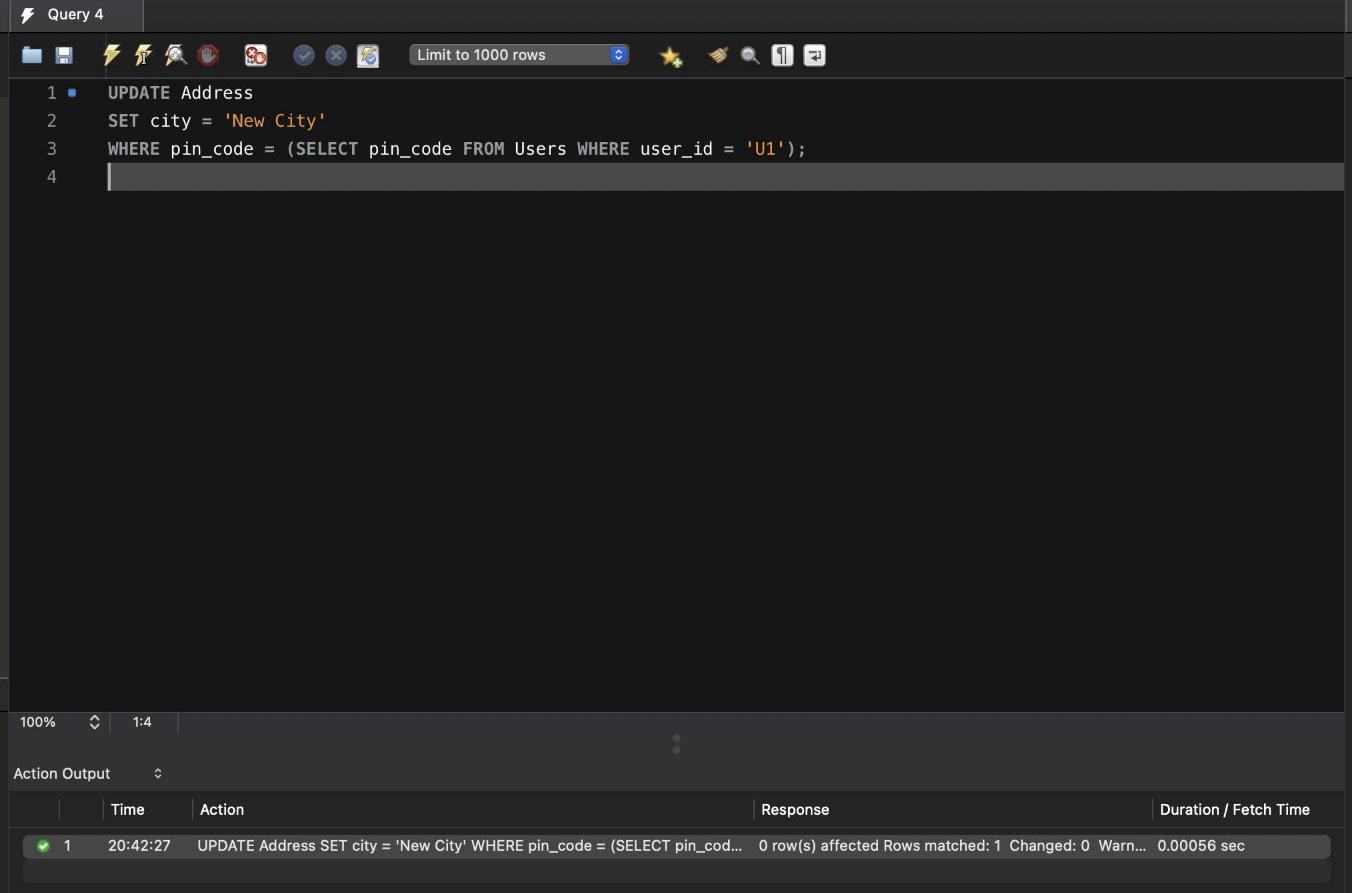 Query 4
Limit to 1000 rows
1 UPDATE Address
2 SET city = 'New City'
3 WHERE pin_code = (SELECT pin_code FROM Users WHERE user_id = 'U1');
4
100% 1:4
Action Output
Time Action Response Duration / Fetch Time
1 20:42:27 UPDATE Address SET city = 'New City' WHERE pin_code = (SELECT pin_cod... 0 row(s) affected Rows matched: 1 Changed: 0 Warn... 0.00056 sec